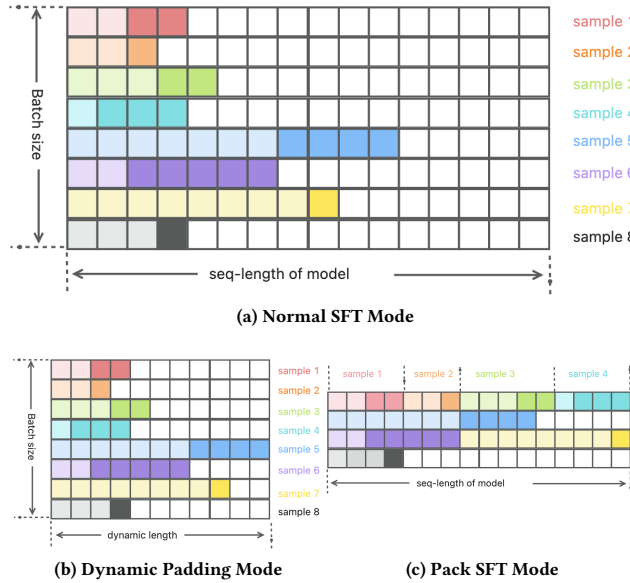 sample 1
sample 2
sample 3
sample 4
sample 5
sample 6
sample 7
sample 8
Batch size
seq-length of model
(a) Normal SFT Mode
sample 1
sample 2
sample 3
sample 4
sample 5
sample 6
sample 7
sample 8
Batch size
dynamic length
(b) Dynamic Padding Mode
sample 1
sample 2
sample 3
sample 4
seq-length of model
(c) Pack SFT Mode